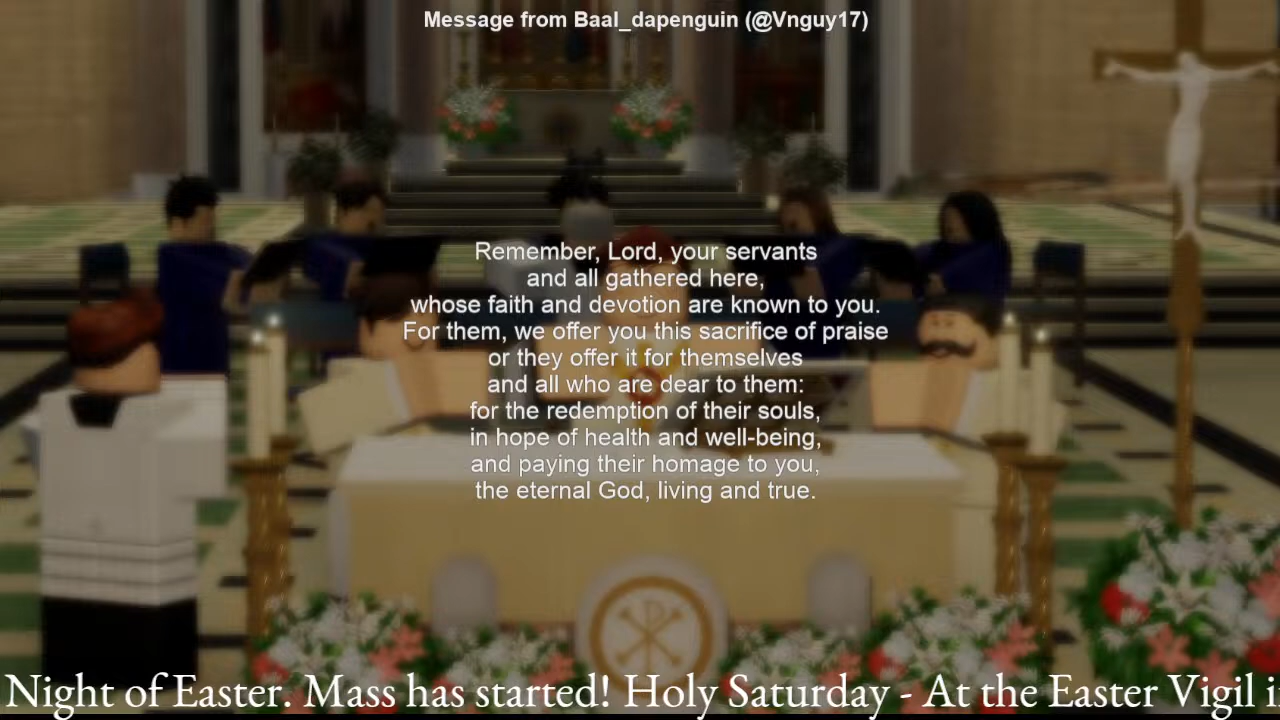 Message from Baal_dapenguin (@Vnguy17)
Remember, Lord, your servants
and all gathered here,
whose faith and devotion are known to you.
For them, we offer you this sacrifice of praise
or they offer it for themselves
and all who are dear to them:
for the redemption of their souls,
in hope of health and well-being,
and paying their homage to you,
the eternal God, living and true.
Night of Easter. Mass has started! Holy Saturday - At the Easter Vigil i